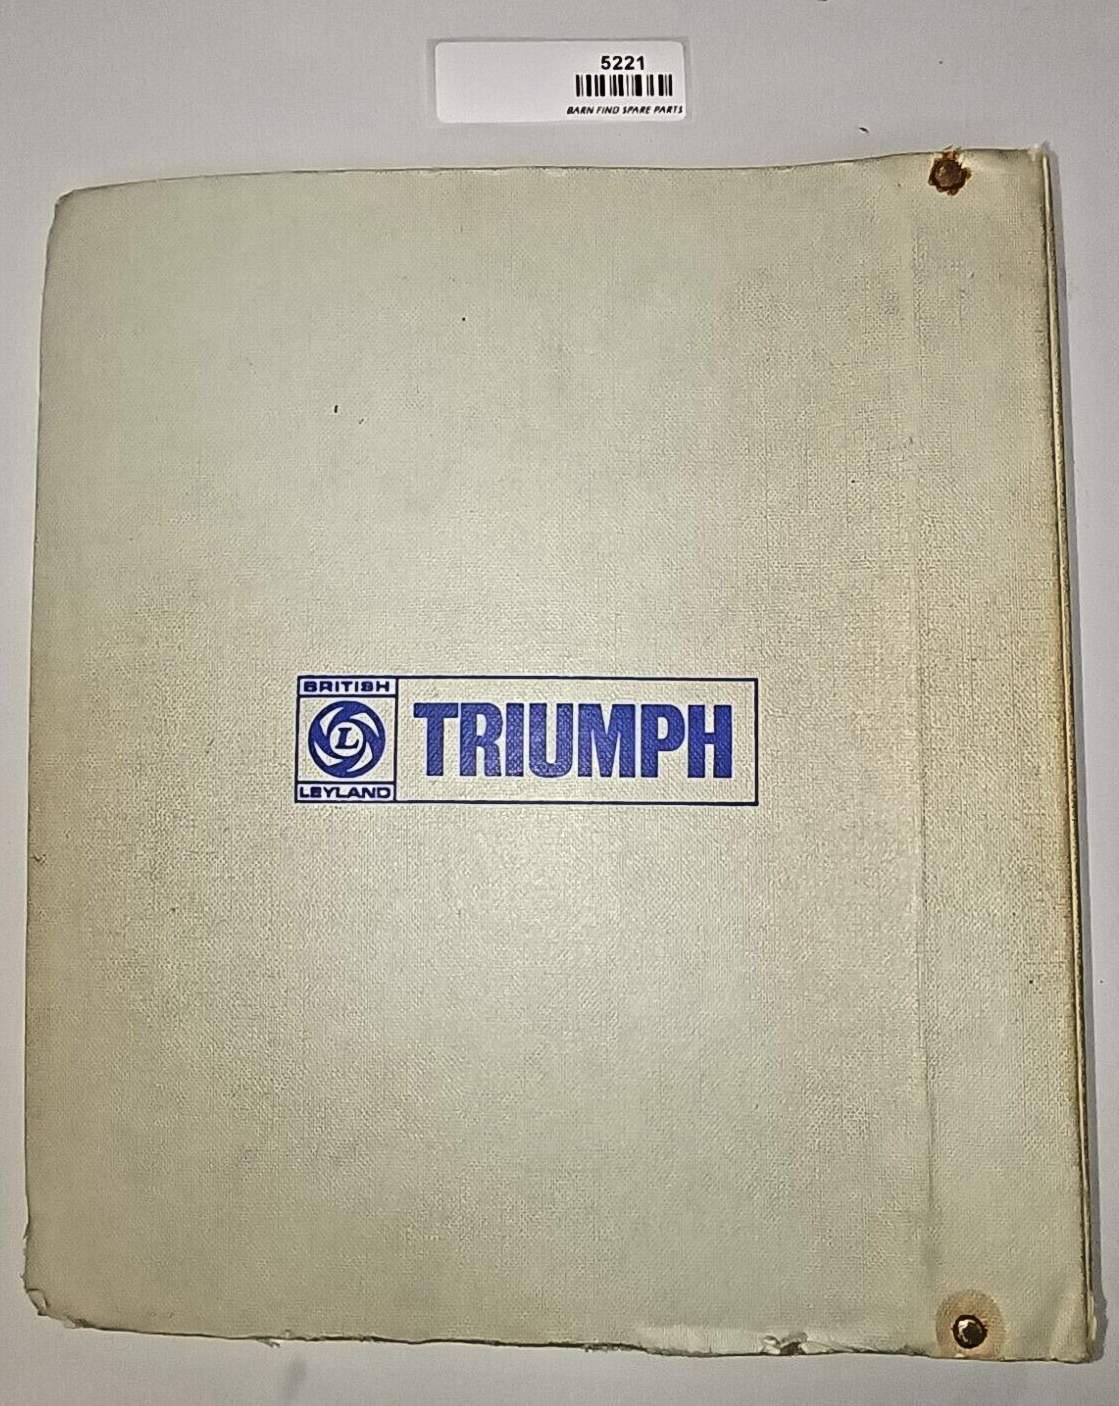 5221
BARN FIND SPARE PARTS
BRITISH
L
LEYLAND
TRIUMPH